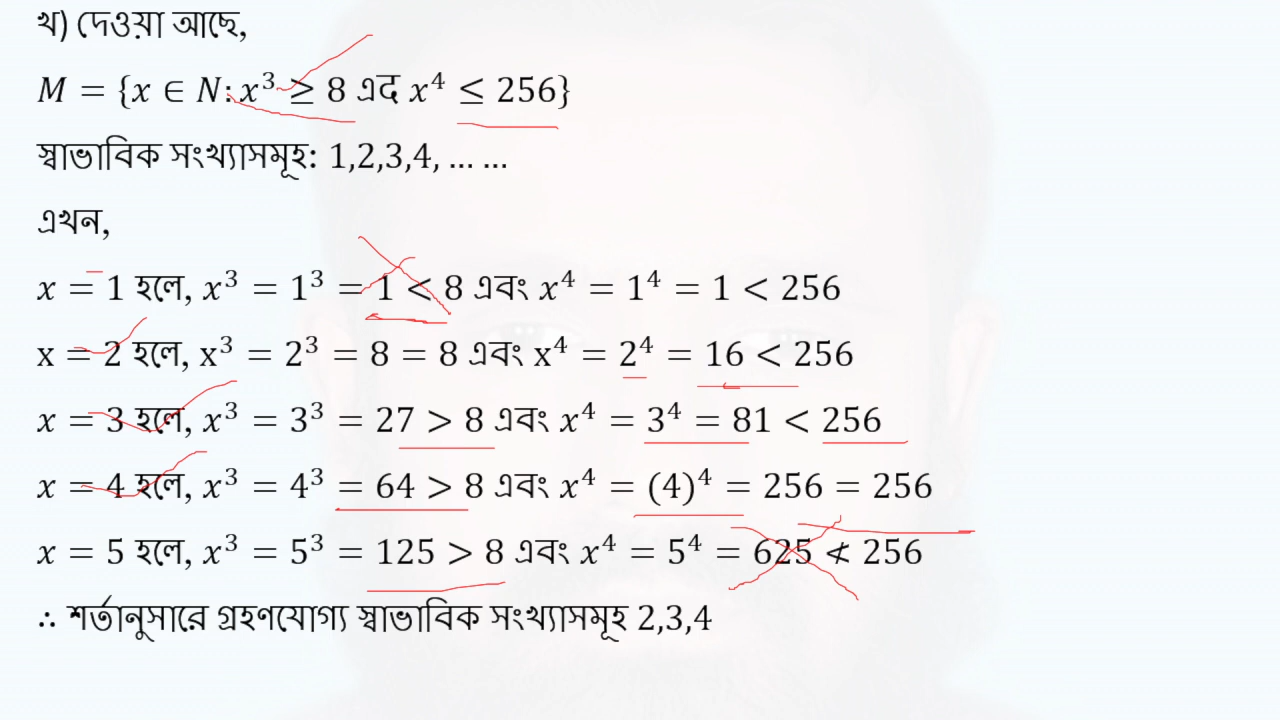 খ) দেওয়া আছে,
M = {x ∈ N: x³ ≥ 8 এদ x⁴ ≤ 256}
স্বাভাবিক সংখ্যাসমূহ: 1,2,3,4, … …
এখন,
x = 1 হলে, x³ = 1³ = 1 < 8 এবং x⁴ = 1⁴ = 1 < 256
x = 2 হলে, x³ = 2³ = 8 = 8 এবং x⁴ = 2⁴ = 16 < 256
x = 3 হলে, x³ = 3³ = 27 > 8 এবং x⁴ = 3⁴ = 81 < 256
x = 4 হলে, x³ = 4³ = 64 > 8 এবং x⁴ = (4)⁴ = 256 = 256
x = 5 হলে, x³ = 5³ = 125 > 8 এবং x⁴ = 5⁴ = 625 ≮ 256
∴ শর্তানুসারে গ্রহণযোগ্য স্বাভাবিক সংখ্যাসমূহ 2,3,4